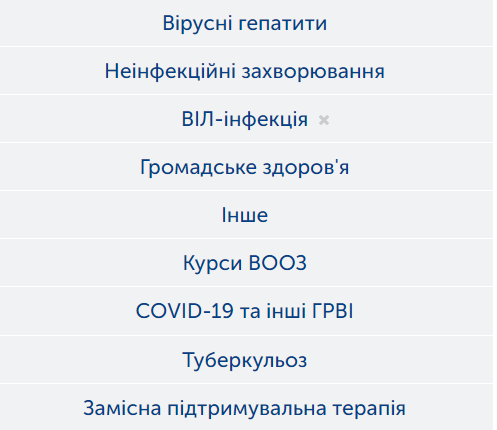 Вірусні гепатити
Неінфекційні захворювання
ВІЛ-інфекція
Громадське здоров'я
Інше
Курси ВООЗ
COVID-19 та інші ГРВІ
Туберкульоз
Замісна підтримувальна терапія